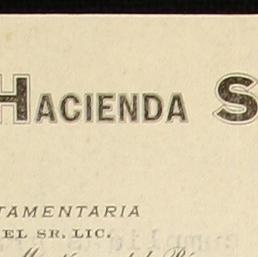 HACIENDA S
TAMENTARIA
EL SR. LIC.